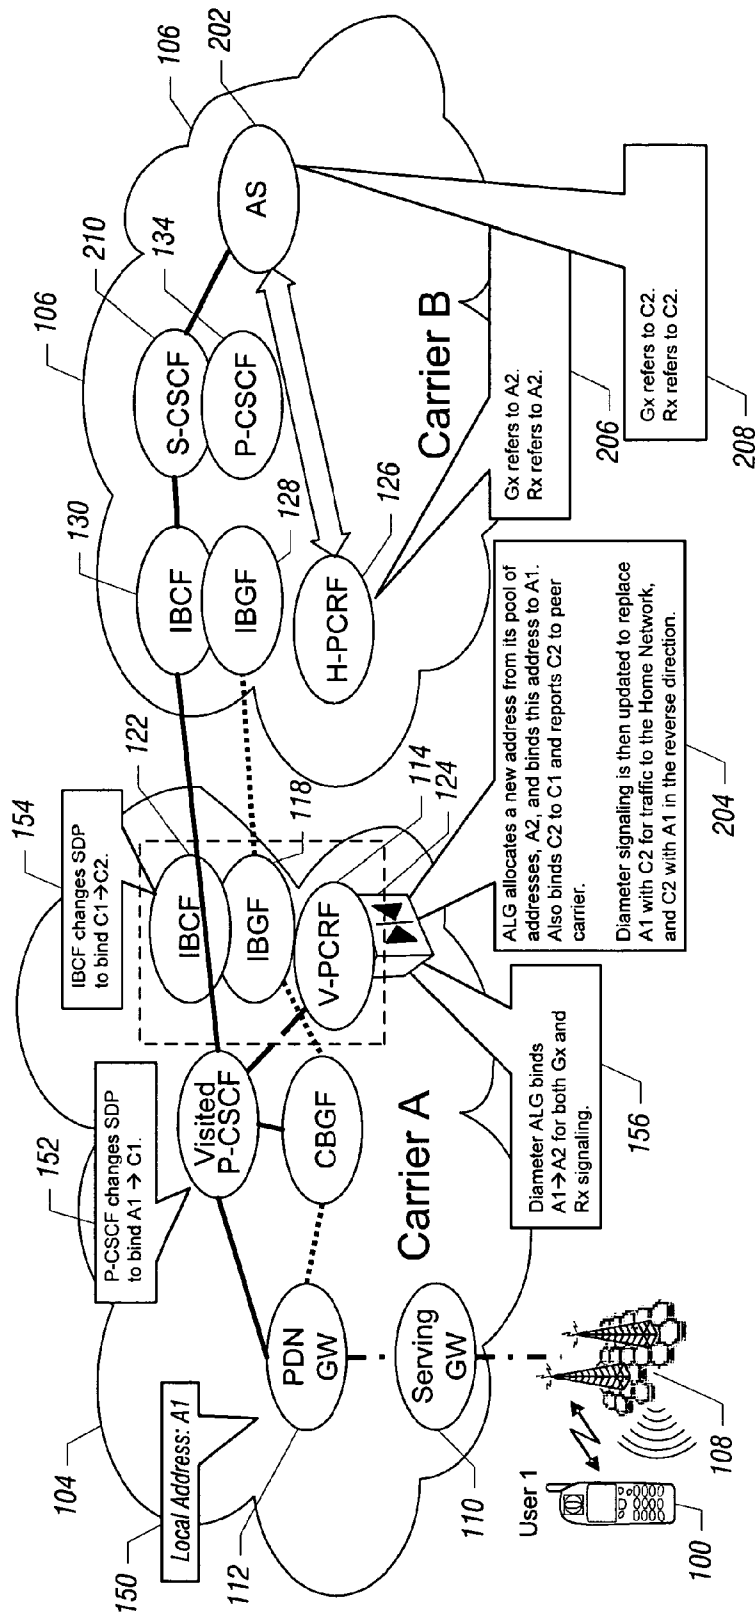 150
Local Address: A1
104
152
P-CSCF changes SDP
to bind A1 → C1.
154
IBCF changes SDP
to bind C1→C2.
122
130
106
210
134
106
202
112
PDN
GW
Visited
P-CSCF
IBCF
IBGF
118
IBCF
IBGF
128
S-CSCF
P-CSCF
AS
CBGF
V-PCRF
114
124
H-PCRF
126
Carrier A
Carrier B
110
Serving
GW
User 1
100
108
Diameter ALG binds
A1→A2 for both Gx and
Rx signaling.
156
ALG allocates a new address from its pool of
addresses, A2, and binds this address to A1.
Also binds C2 to C1 and reports C2 to peer
carrier.
Diameter signaling is then updated to replace
A1 with C2 for traffic to the Home Network,
and C2 with A1 in the reverse direction.
204
Gx refers to A2.
Rx refers to A2.
206
Gx refers to C2.
Rx refers to C2.
208